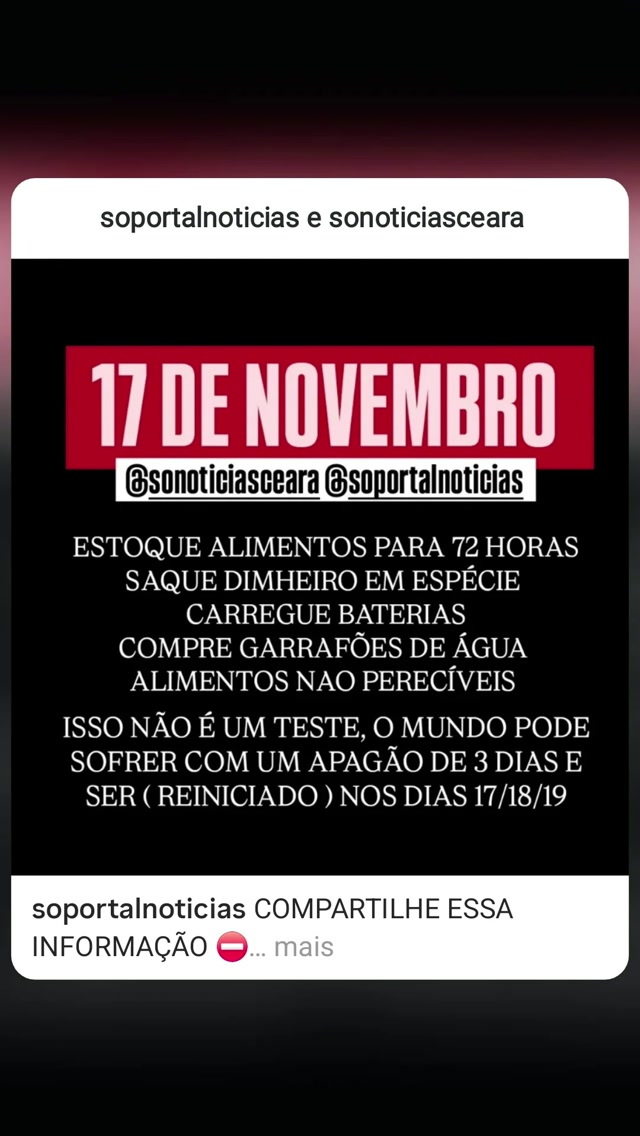 soportalnoticias e sonoticiasceara
17 DE NOVEMBRO
@sonoticiasceara @soportalnoticias
ESTOQUE ALIMENTOS PARA 72 HORAS
SAQUE DIMHEIRO EM ESPÉCIE
CARREGUE BATERIAS
COMPRE GARRAFÕES DE ÁGUA
ALIMENTOS NAO PERECÍVEIS
ISSO NÃO É UM TESTE, O MUNDO PODE
SOFRER COM UM APAGÃO DE 3 DIAS E
SER ( REINICIADO ) NOS DIAS 17/18/19
soportalnoticias COMPARTILHE ESSA
INFORMAÇÃO ⛔... mais